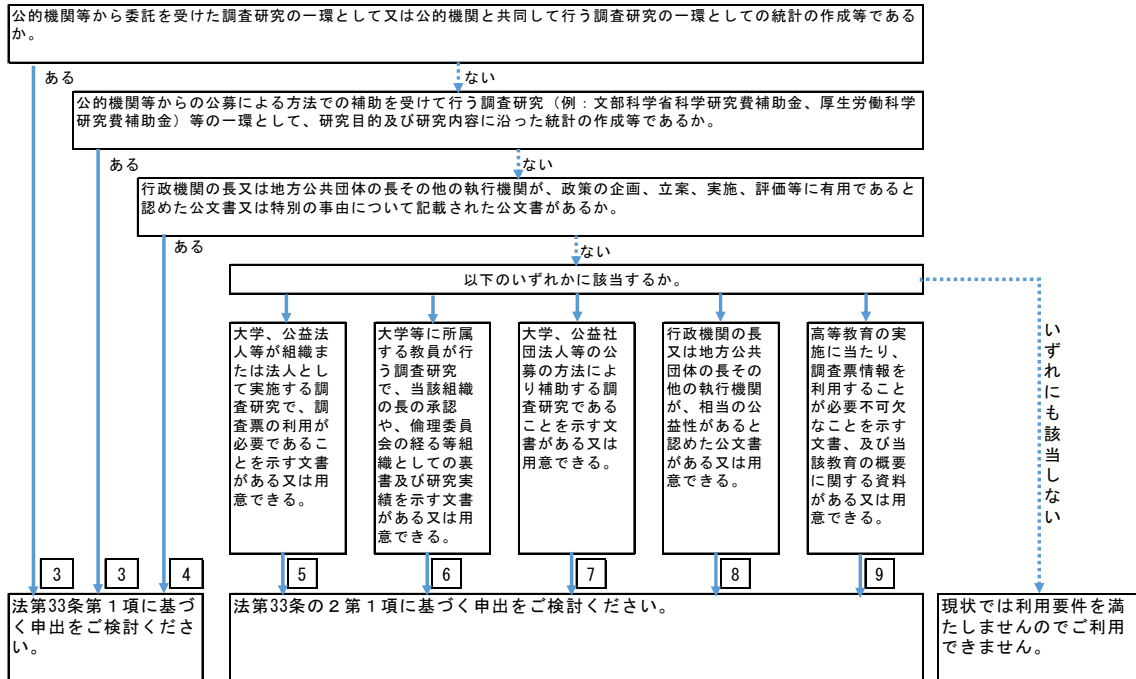 公的機関等から委託を受けた調査研究の一環として又は公的機関と共同して行う調査研究の一環としての統計の作成等である
か。
ある
ない
公的機関等からの公募による方法での補助を受けて行う調査研究（例：文部科学省科学研究費補助金、厚生労働科学
研究費補助金）等の一環として、研究目的及び研究内容に沿った統計の作成等であるか。
ある
ない
行政機関の長又は地方公共団体の長その他の執行機関が、政策の企画、立案、実施、評価等に有用であると
認めた公文書又は特別の事由について記載された公文書があるか。
ある
ない
以下のいずれかに該当するか。
大学、公益法
人等が組織ま
たは法人とし
て実施する調
査研究で、調
査票の利用が
必要であるこ
とを示す文書
がある又は用
意できる。
大学等に所属
する教員が行
う調査研究
で、当該組織
の長の承認
や、倫理委員
会の経る等組
織としての裏
書及び研究実
績を示す文書
がある又は用
意できる。
大学、公益社
団法人等の公
募の方法によ
り補助する調
査研究である
ことを示す文
書がある又は
用意できる。
行政機関の長
又は地方公共
団体の長その
他の執行機関
が、相当の公
益性があると
認めた公文書
がある又は用
意できる。
高等教育の実
施に当たり、
調査票情報を
利用すること
が必要不可欠
なことを示す
文書、及び当
該教育の概要
に関する資料
がある又は用
意できる。
いずれにも該当しない
3
3
4
5
6
7
8
9
法第33条第１項に基づ
く申出をご検討くださ
い。
法第33条の２第１項に基づく申出をご検討ください。
現状では利用要件を満
たしませんのでご利用
できません。